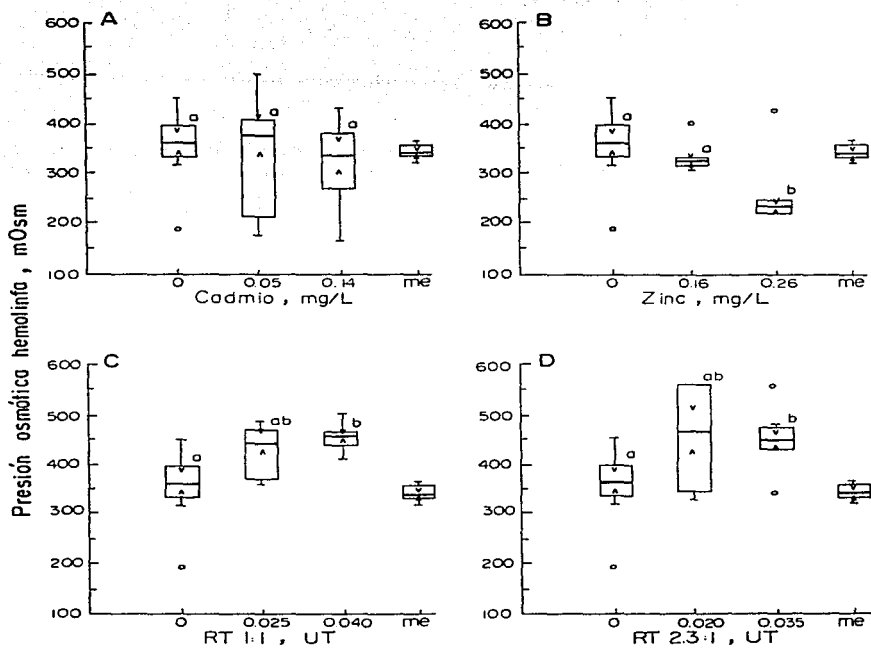 Presión osmótica hemolinfa, mOsm
A
600
500
400
300
200
100
a
a
a
0 0.05 0.14 me
Cadmio, mg/L
B
600
500
400
300
200
100
a
a
b
0 0.16 0.26 me
Zinc, mg/L
C
600
500
400
300
200
100
a
ab
b
0 0.025 0.040 me
RT 1:1, UT
D
600
500
400
300
200
100
a
ab
b
0 0.020 0.035 me
RT 2.3:1, UT